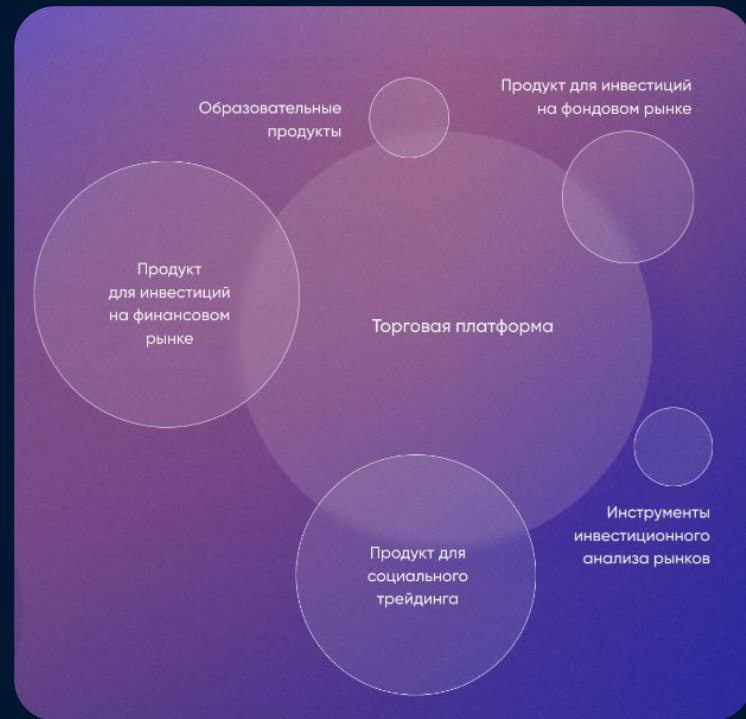 Образовательные
продукты
Продукт для инвестиций
на фондовом рынке
Продукт
для инвестиций
на финансовом
рынке
Торговая платформа
Инструменты
инвестиционного
анализа рынков
Продукт для
социального
трейдинга